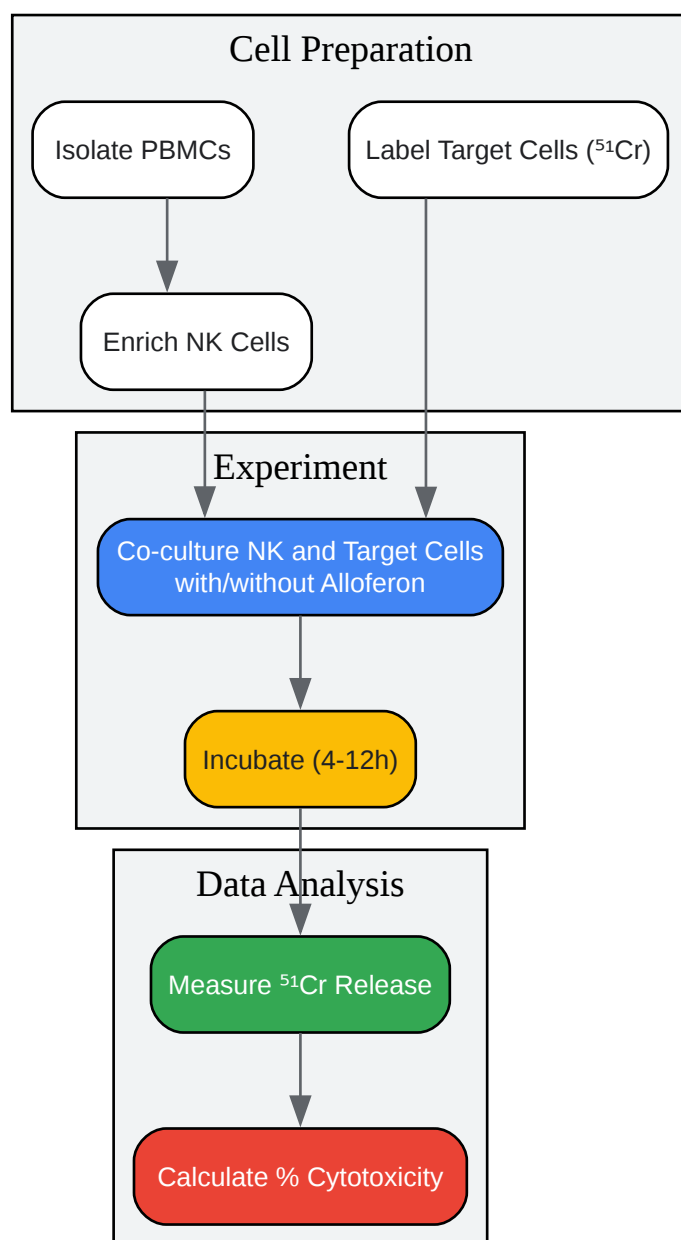 Cell Preparation
Isolate PBMCs
Label Target Cells (⁵¹Cr)
Enrich NK Cells
Experiment
Co-culture NK and Target Cells
with/without Alloferon
Incubate (4-12h)
Data Analysis
Measure ⁵¹Cr Release
Calculate % Cytotoxicity